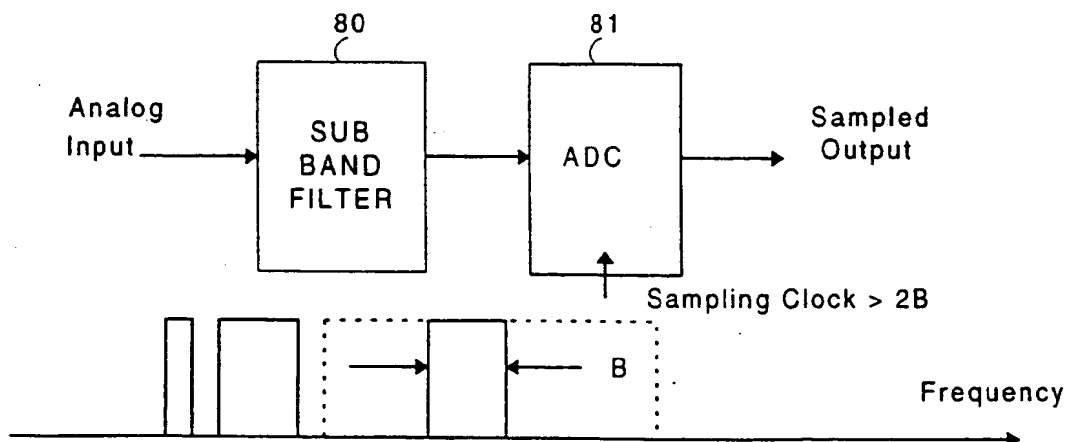 80
81
Analog
Input
SUB
BAND
FILTER
ADC
Sampled
Output
Sampling Clock > 2B
B
Frequency